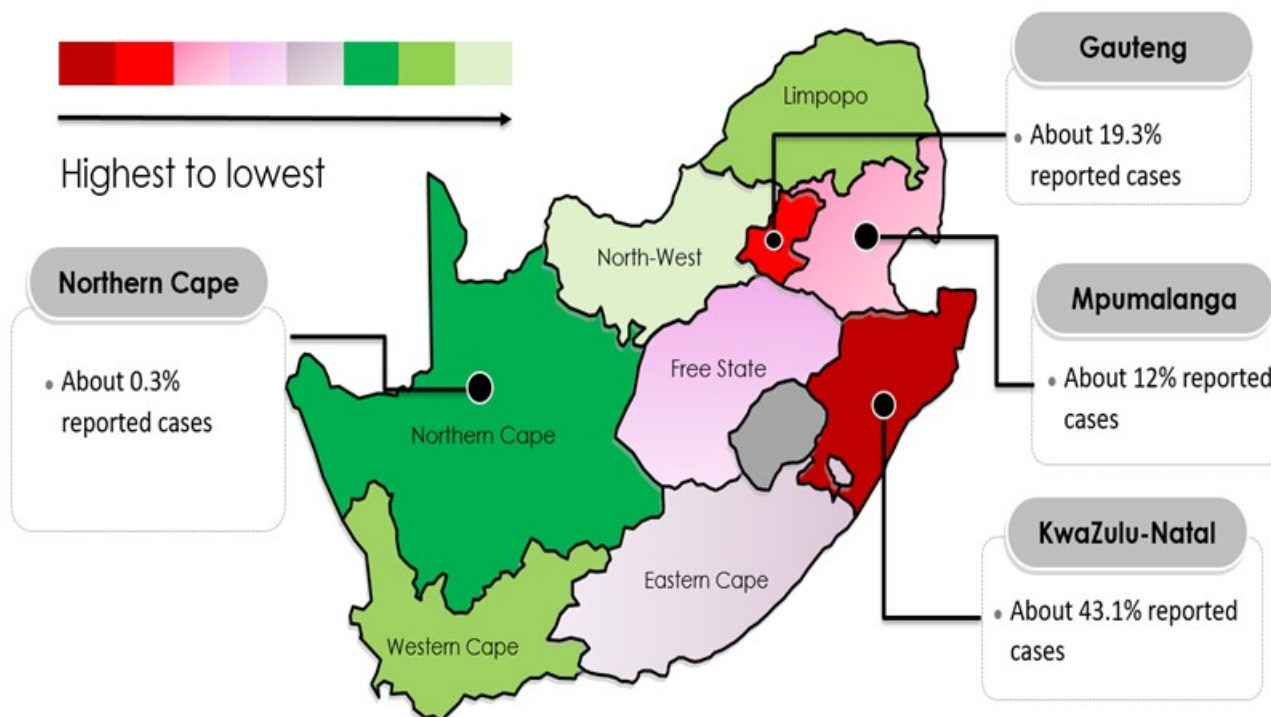 Highest to lowest
Gauteng
• About 19.3%
reported cases
Limpopo
North-West
Northern Cape
• About 0.3%
reported cases
Mpumalanga
• About 12% reported
cases
Free State
Northern Cape
KwaZulu-Natal
• About 43.1% reported
cases
Eastern Cape
Western Cape